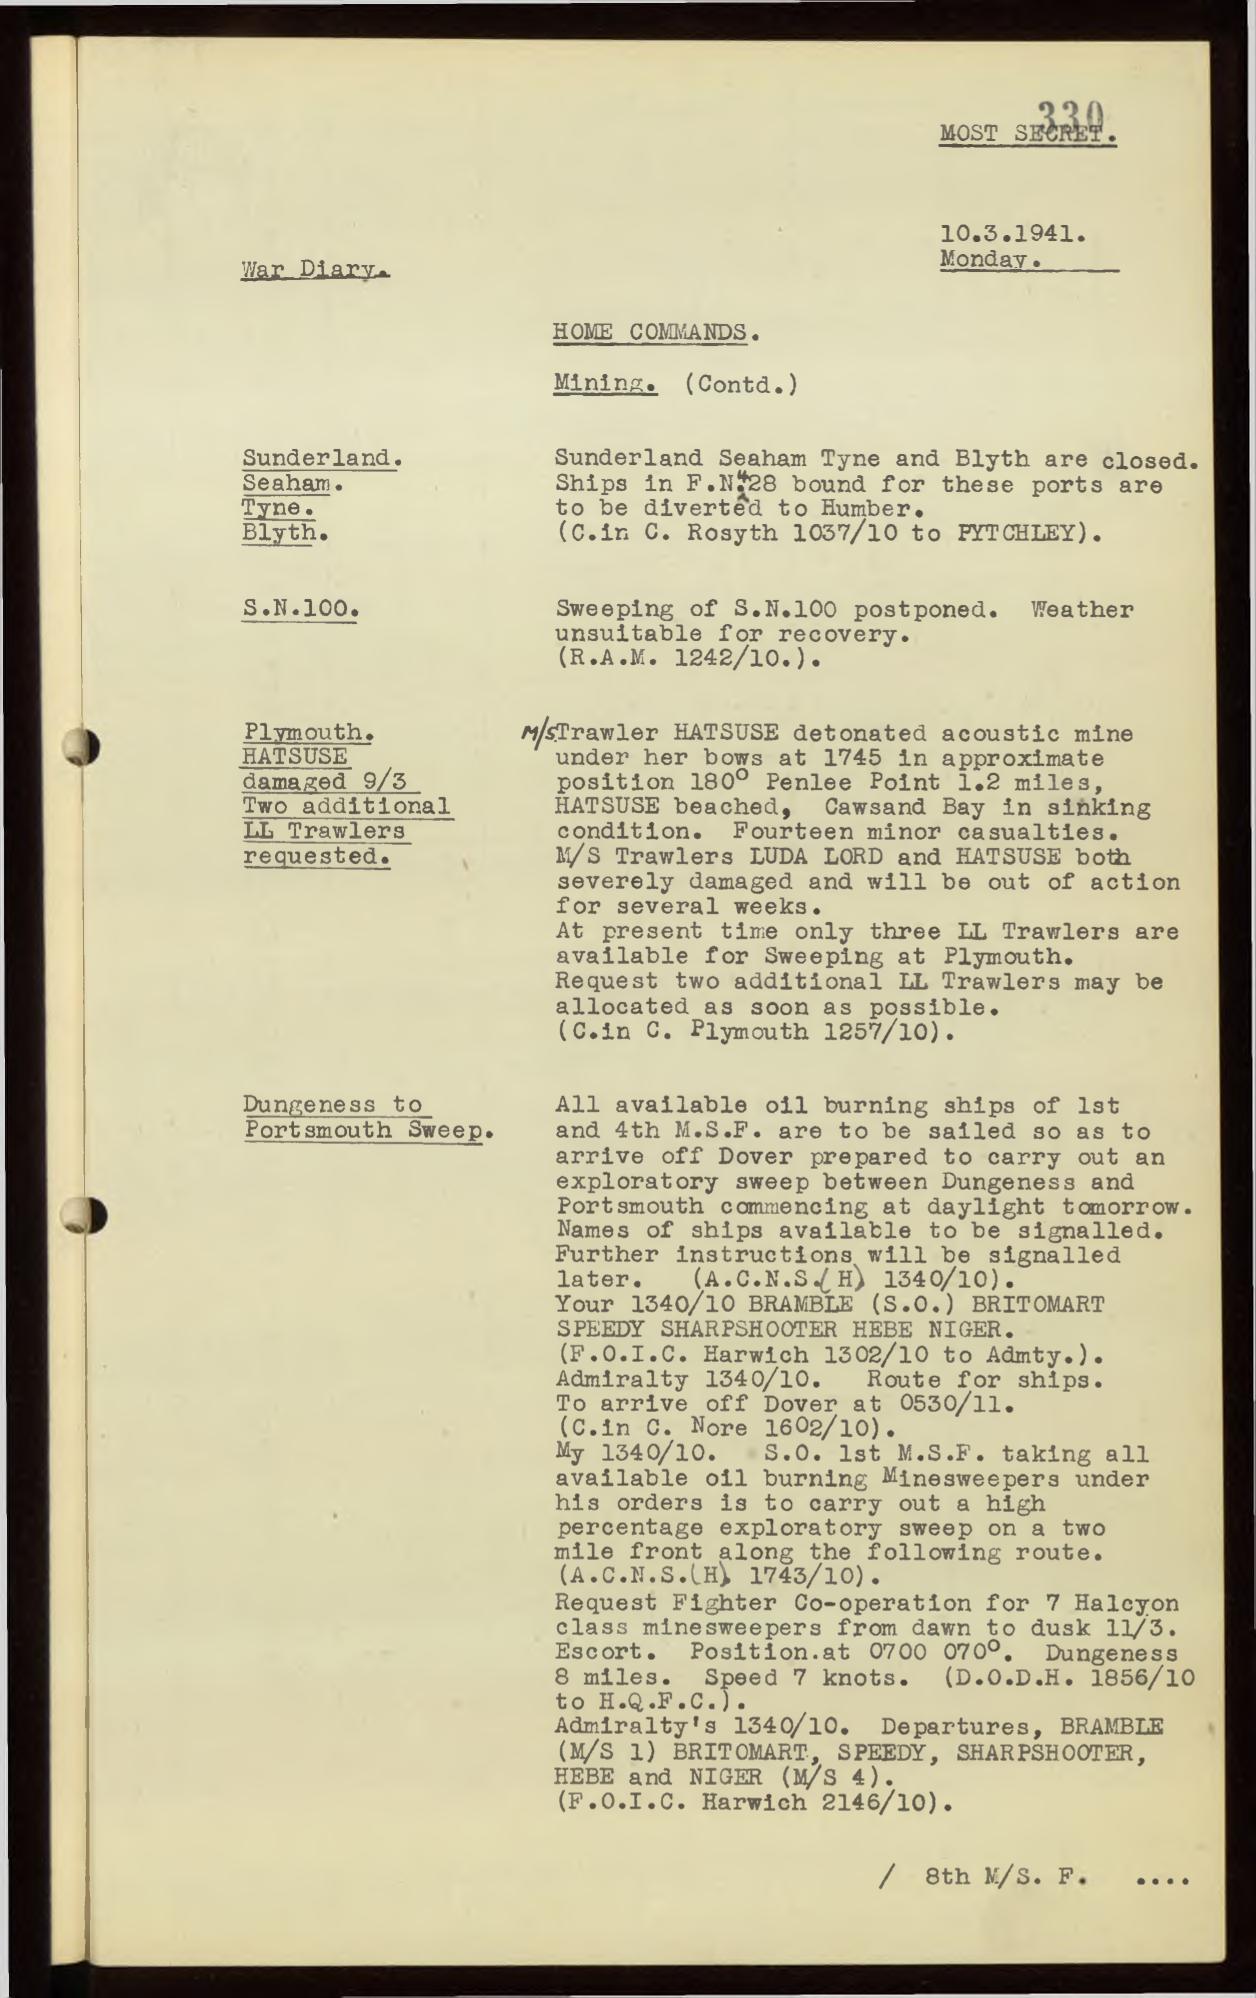 330
MOST SECRET.
10.3.1941.
Monday.
War Diary.
HOME COMMANDS.
Mining. (Contd.)
Sunderland.
Seaham.
Tyne.
Blyth.
Sunderland Seaham Tyne and Blyth are closed.
Ships in F.N.428 bound for these ports are
to be diverted to Humber.
(C.in C. Rosyth 1037/10 to PYTCHLEY).
S.N.100.
Sweeping of S.N.100 postponed. Weather
unsuitable for recovery.
(R.A.M. 1242/10.).
Plymouth.
HATSUSE
damaged 9/3
Two additional
LL Trawlers
requested.
M/S.Trawler HATSUSE detonated acoustic mine
under her bows at 1745 in approximate
position 180° Penlee Point 1.2 miles,
HATSUSE beached, Cawsand Bay in sinking
condition. Fourteen minor casualties.
M/S Trawlers LUDA LORD and HATSUSE both
severely damaged and will be out of action
for several weeks.
At present time only three LL Trawlers are
available for Sweeping at Plymouth.
Request two additional LL Trawlers may be
allocated as soon as possible.
(C.in C. Plymouth 1257/10).
Dungeness to
Portsmouth Sweep.
All available oil burning ships of 1st
and 4th M.S.F. are to be sailed so as to
arrive off Dover prepared to carry out an
exploratory sweep between Dungeness and
Portsmouth commencing at daylight tomorrow.
Names of ships available to be signalled.
Further instructions will be signalled
later. (A.C.N.S.(H) 1340/10).
Your 1340/10 BRAMBLE (S.O.) BRITOMART
SPEEDY SHARPSHOOTER HEBE NIGER.
(F.O.I.C. Harwich 1302/10 to Admty.).
Admiralty 1340/10. Route for ships.
To arrive off Dover at 0530/11.
(C.in C. Nore 1602/10).
My 1340/10. S.O. 1st M.S.F. taking all
available oil burning Minesweepers under
his orders is to carry out a high
percentage exploratory sweep on a two
mile front along the following route.
(A.C.N.S.(H) 1743/10).
Request Fighter Co-operation for 7 Halcyon
class minesweepers from dawn to dusk 11/3.
Escort. Position.at 0700 070°. Dungeness
8 miles. Speed 7 knots. (D.O.D.H. 1856/10
to H.Q.F.C.).
Admiralty's 1340/10. Departures, BRAMBLE
(M/S 1) BRITOMART, SPEEDY, SHARPSHOOTER,
HEBE and NIGER (M/S 4).
(F.O.I.C. Harwich 2146/10).
/ 8th M/S. F. ....